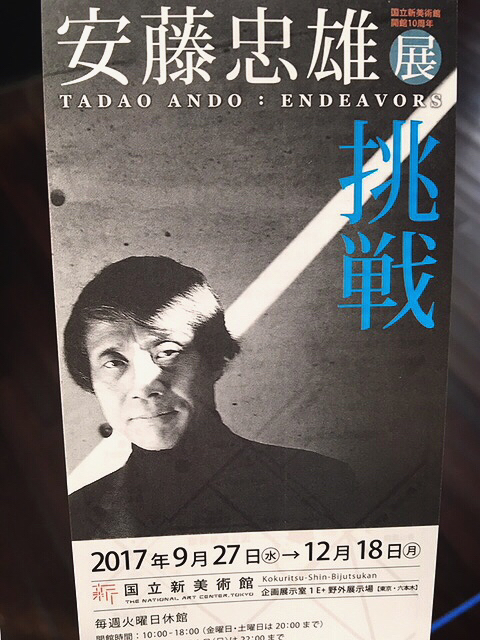 国立新美術館
開館10周年
安藤忠雄展
TADAO ANDO : ENDEAVORS
挑戦
2017年9月27日㊌→12月18日㊊
新 国立新美術館
THE NATIONAL ART CENTER, TOKYO
Kokuritsu-Shin-Bijutsukan
企画展示室1E+野外展示場【東京・六本木】
毎週火曜日休館
開館時間：10:00-18:00（金曜日・土曜日は20:00まで）